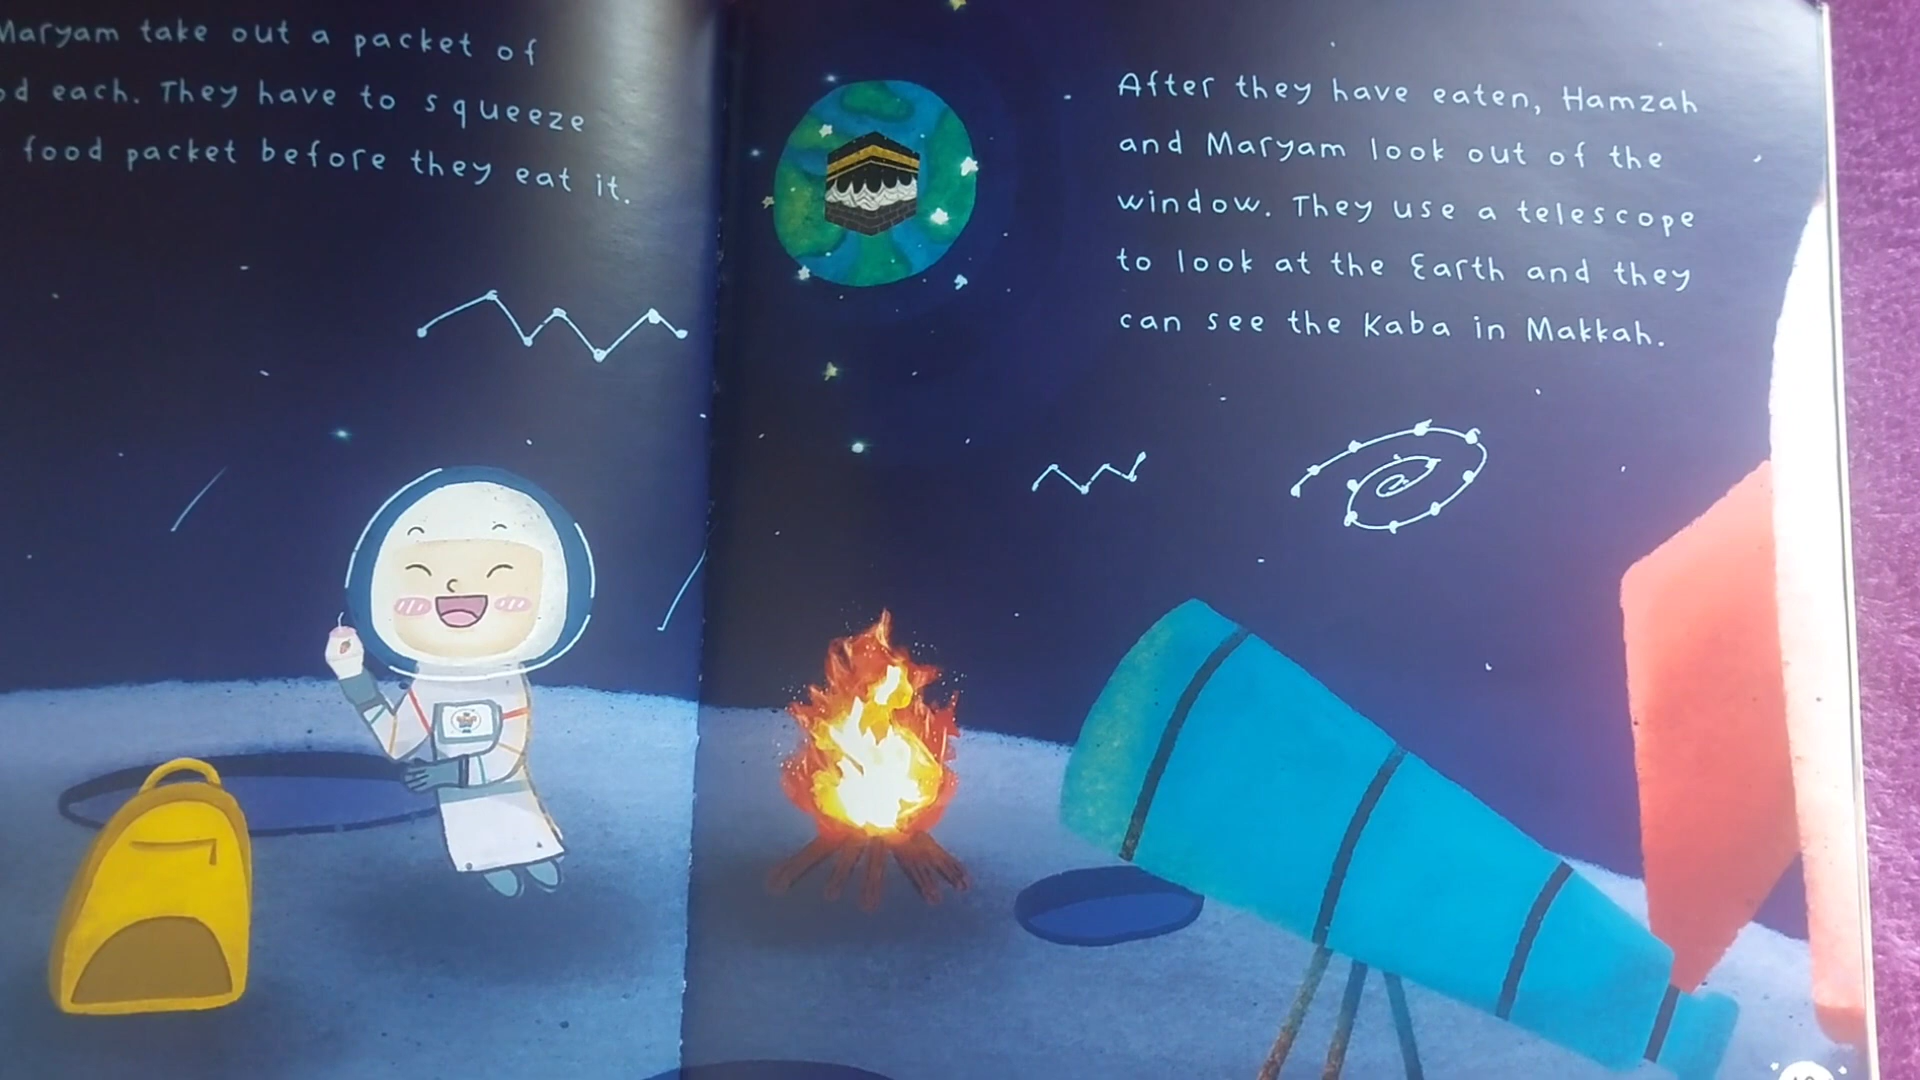 Maryam take out a packet of
each. They have to squeeze
food packet before they eat it.
After they have eaten, Hamzah
and Maryam look out of the
window. They use a telescope
to look at the Earth and they
can see the Kaba in Makkah.